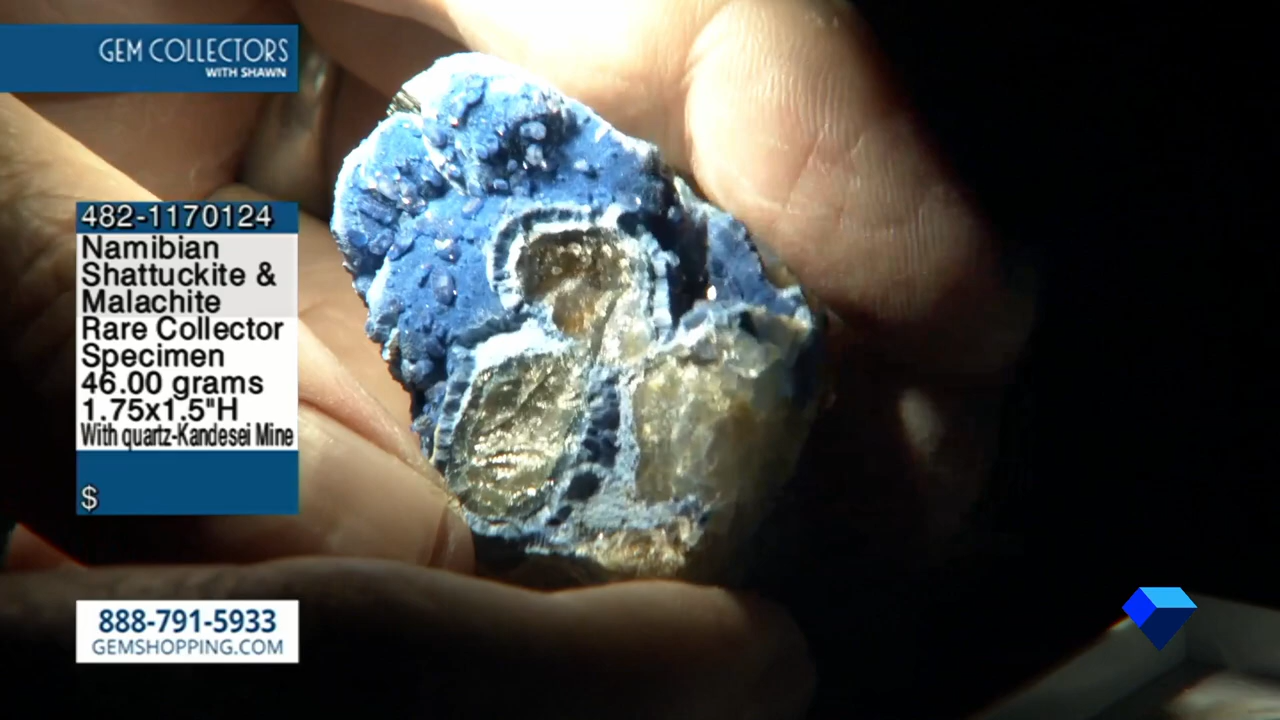 GEM COLLECTORS
WITH SHAWN
482-1170124
Namibian
Shattuckite &
Malachite
Rare Collector
Specimen
46.00 grams
1.75x1.5"H
With quartz-Kandesei Mine
$
888-791-5933
GEMSHOPPING.COM